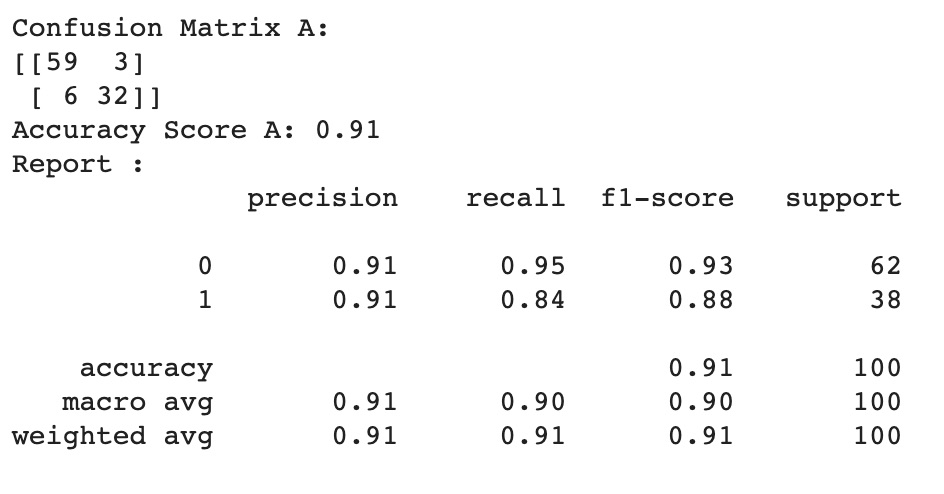 Confusion Matrix A:
[[59  3]
 [ 6 32]]
Accuracy Score A: 0.91
Report :
              precision    recall  f1-score   support

           0       0.91      0.95      0.93        62
           1       0.91      0.84      0.88        38

    accuracy                           0.91       100
   macro avg       0.91      0.90      0.90       100
weighted avg       0.91      0.91      0.91       100